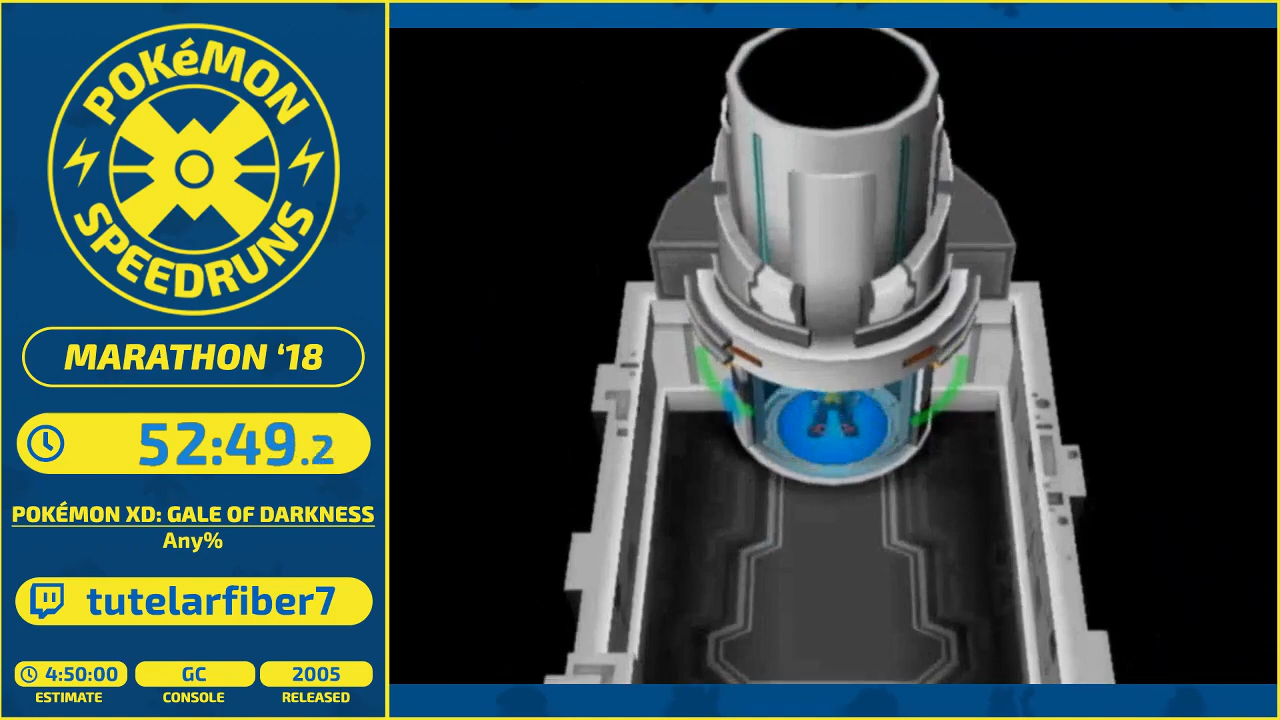 POKéMON
SPEEDRUNS
MARATHON ‘18
52:49.2
POKÉMON XD: GALE OF DARKNESS
Any%
tutelarfiber7
4:50:00
ESTIMATE
GC
CONSOLE
2005
RELEASED